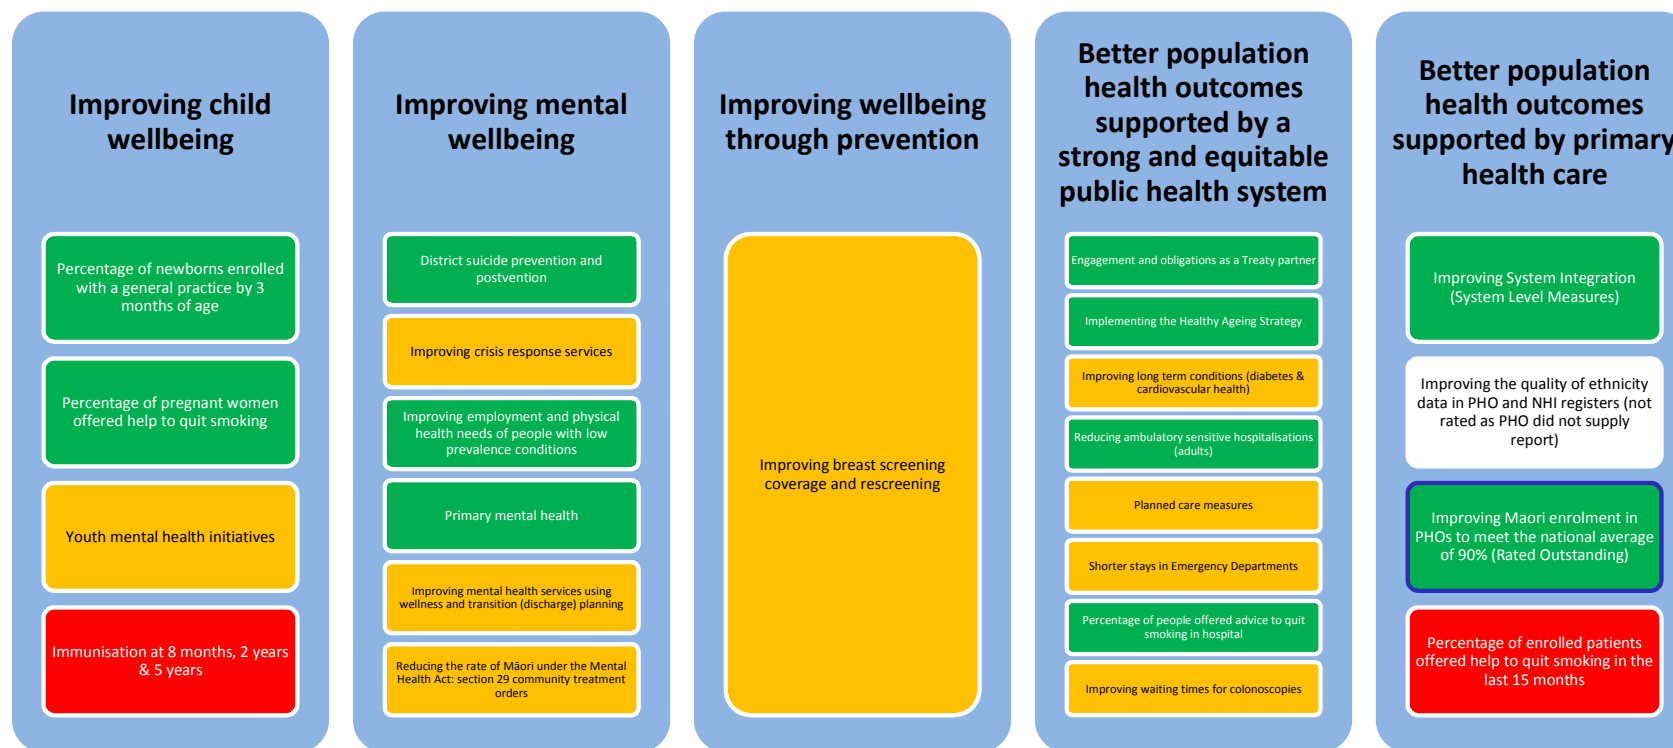 Improving child
wellbeing
Percentage of newborns enrolled
with a general practice by 3
months of age
Percentage of pregnant women
offered help to quit smoking
Youth mental health initiatives
Immunisation at 8 months, 2 years
& 5 years
Improving mental
wellbeing
District suicide prevention and
postvention
Improving crisis response services
Improving employment and physical
health needs of people with low
prevalence conditions
Primary mental health
Improving mental health services using
wellness and transition (discharge) planning
Reducing the rate of Māori under the Mental
Health Act: section 29 community treatment
orders
Improving wellbeing
through prevention
Improving breast screening
coverage and rescreening
Better population
health outcomes
supported by a
strong and equitable
public health system
Engagement and obligations as a Treaty partner
Implementing the Healthy Ageing Strategy
Improving long term conditions (diabetes &
cardiovascular health)
Reducing ambulatory sensitive hospitalisations
(adults)
Planned care measures
Shorter stays in Emergency Departments
Percentage of people offered advice to quit
smoking in hospital
Improving waiting times for colonoscopies
Better population
health outcomes
supported by primary
health care
Improving System Integration
(System Level Measures)
Improving the quality of ethnicity
data in PHO and NHI registers (not
rated as PHO did not supply
report)
Improving Maori enrolment in
PHOs to meet the national average
of 90% (Rated Outstanding)
Percentage of enrolled patients
offered help to quit smoking in the
last 15 months